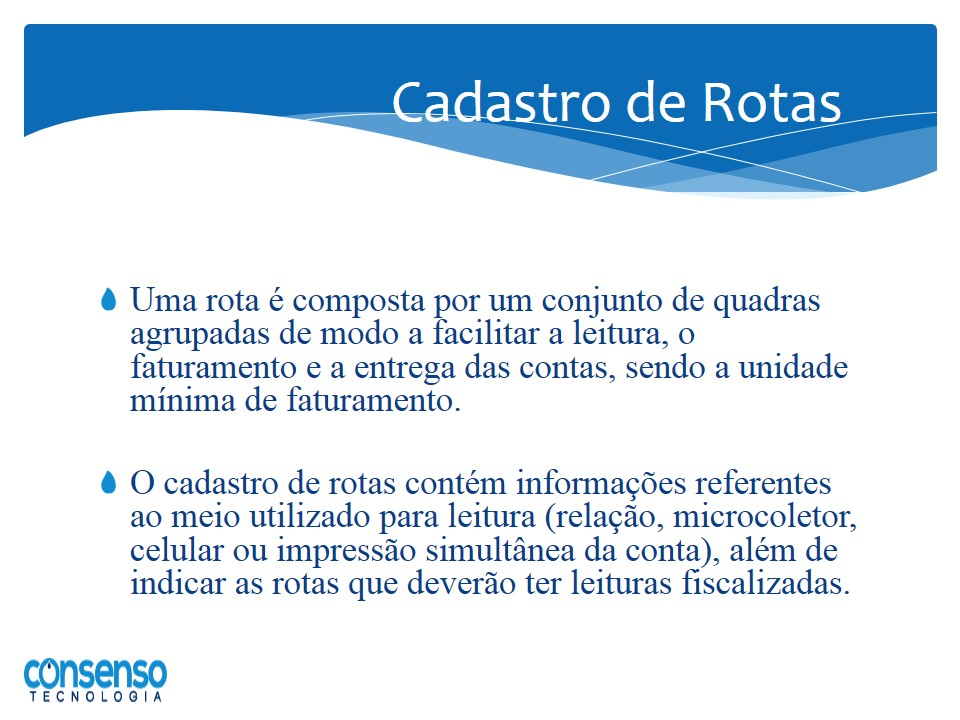 Cadastro de Rotas
Uma rota é composta por um conjunto de quadras
agrupadas de modo a facilitar a leitura, o
faturamento e a entrega das contas, sendo a unidade
mínima de faturamento.
O cadastro de rotas contém informações referentes
ao meio utilizado para leitura (relação, microcoletor,
celular ou impressão simultânea da conta), além de
indicar as rotas que deverão ter leituras fiscalizadas.
consenso
TECNOLOGIA